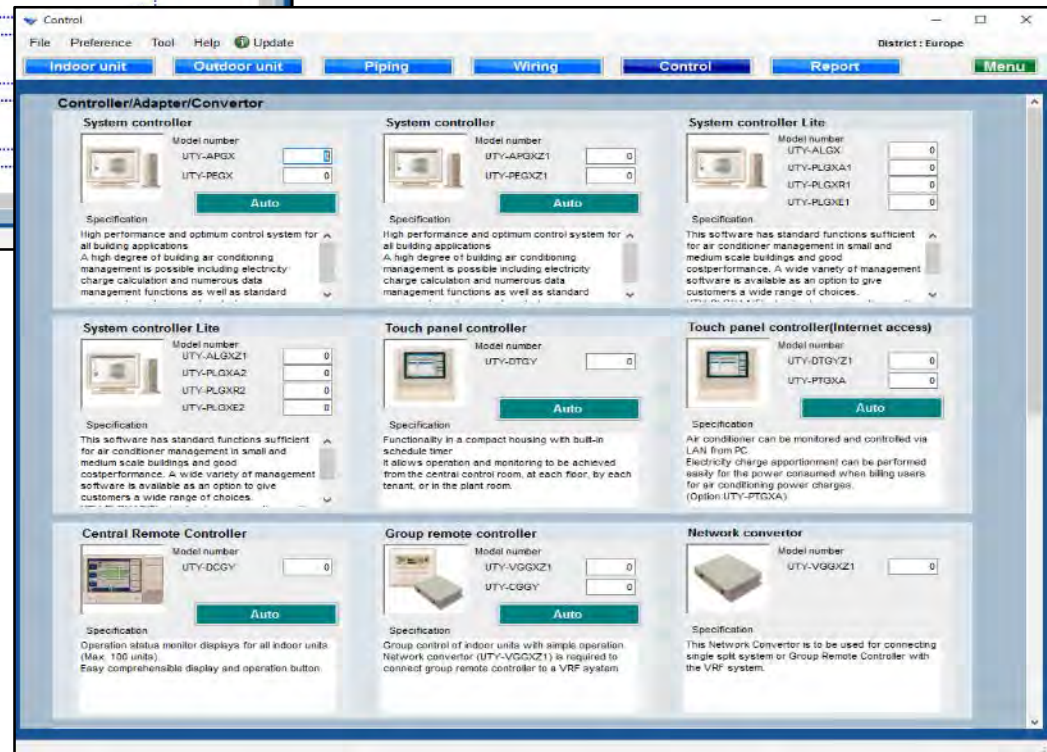 Control
File Preference Tool Help Update District : Europe
Indoor unit Outdoor unit Piping Wiring Control Report Menu
Controller/Adapter/Convertor
System controller
Model number
UTY-APGX 0
UTY-PEGX 0
Auto
Specification
High performance and optimum control system for
all building applications
A high degree of building air conditioning
management is possible including electricity
charge calculation and numerous data
management functions as well as standard
System controller
Model number
UTY-APGXZ1 0
UTY-PEGXZ1 0
Auto
Specification
High performance and optimum control system for
all building applications
A high degree of building air conditioning
management is possible including electricity
charge calculation and numerous data
management functions as well as standard
System controller Lite
Model number
UTY-ALGX 0
UTY-PLGXA1 0
UTY-PLGXR1 0
UTY-PLGXE1 0
Specification
This software has standard functions sufficient
for air conditioner management in small and
medium scale buildings and good
costperformance. A wide variety of management
software is available as an option to give
customers a wide range of choices.
System controller Lite
Model number
UTY-ALGXZ1 0
UTY-PLGXA2 0
UTY-PLGXR2 0
UTY-PLGXE2 0
Specification
This software has standard functions sufficient
for air conditioner management in small and
medium scale buildings and good
costperformance. A wide variety of management
software is available as an option to give
customers a wide range of choices.
Touch panel controller
Model number
UTY-DTGY 0
Auto
Specification
Functionality in a compact housing with built-in
schedule timer
It allows operation and monitoring to be achieved
from the central control room, at each floor, by each
tenant, or in the plant room.
Touch panel controller(Internet access)
Model number
UTY-DTGYZ1 0
UTY-PTGXA 0
Auto
Specification
Air conditioner can be monitored and controlled via
LAN from PC
Electricity charge apportionment can be performed
easily for the power consumed when billing users
for air conditioning power charges.
(Option:UTY-PTGXA)
Central Remote Controller
Model number
UTY-DCGY 0
Auto
Specification
Operation status monitor displays for all indoor units
(Max. 100 units).
Easy comprehensible display and operation button
Group remote controller
Model number
UTY-VGGXZ1 0
UTY-CGGY 0
Auto
Specification
Group control of indoor units with simple operation
Network convertor (UTY-VGGXZ1) is required to
connect group remote controller to a VRF system
Network convertor
Model number
UTY-VGGXZ1 0
Specification
This Network Convertor is to be used for connecting
single split system or Group Remote Controller with
the VRF system.